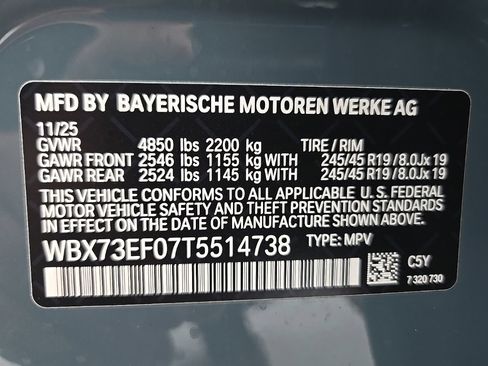 MFD BY BAYERISCHE MOTOREN WERKE AG
11/25
GVWR 4850 lbs 2200 kg TIRE / RIM
GAWR FRONT 2546 lbs 1155 kg WITH 245/45 R19 / 8.0Jx 19
GAWR REAR 2524 lbs 1145 kg WITH 245/45 R19 / 8.0Jx 19
THIS VEHICLE CONFORMS TO ALL APPLICABLE U. S. FEDERAL
MOTOR VEHICLE SAFETY AND THEFT PREVENTION STANDARDS
IN EFFECT ON THE DATE OF MANUFACTURE SHOWN ABOVE.
WBX73EF07T5514738 TYPE: MPV
C5Y
7 320 730